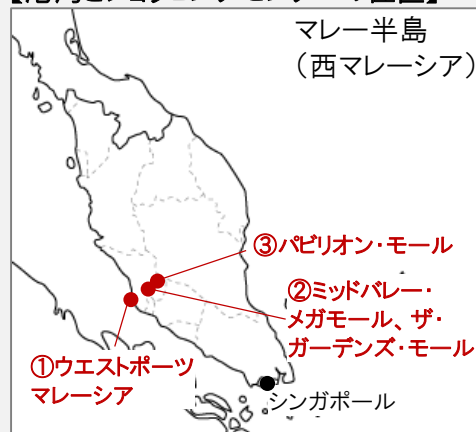 マレー半島
（西マレーシア）
③パビリオン・モール
②ミッドバレー・
メガモール、ザ・
ガーデンズ・モール
①ウエストポーツ
マレーシア
シンガポール